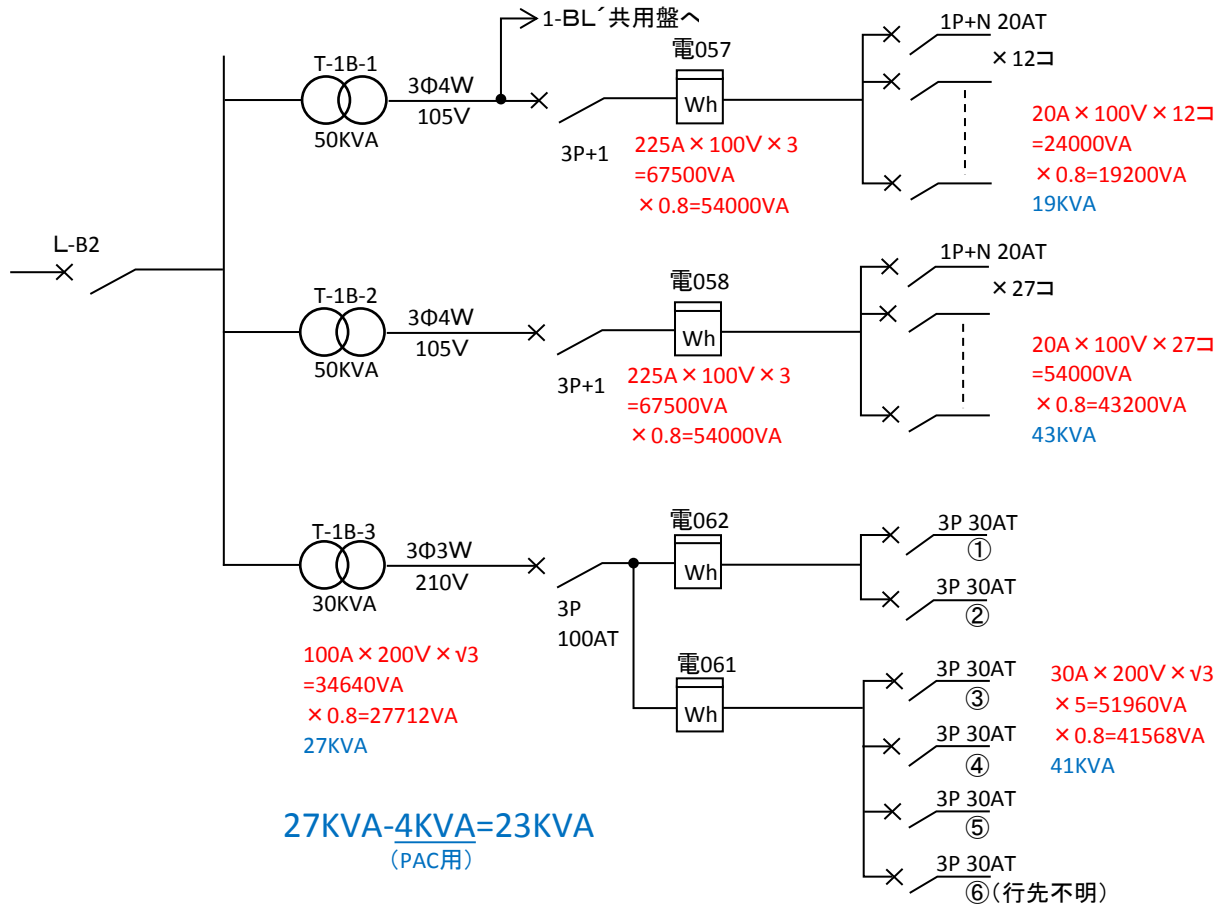 1-BL´共用盤へ
T-1B-1
50KVA
3Φ4W
105V
3P+1
電057
Wh
225A×100V×3
=67500VA
×0.8=54000VA
1P+N 20AT
×12コ
20A×100V×12コ
=24000VA
×0.8=19200VA
19KVA
L-B2
T-1B-2
50KVA
3Φ4W
105V
3P+1
電058
Wh
225A×100V×3
=67500VA
×0.8=54000VA
1P+N 20AT
×27コ
20A×100V×27コ
=54000VA
×0.8=43200VA
43KVA
T-1B-3
30KVA
3Φ3W
210V
3P
100AT
100A×200V×√3
=34640VA
×0.8=27712VA
27KVA
電062
Wh
3P 30AT
①
3P 30AT
②
電061
Wh
3P 30AT
③
3P 30AT
④
3P 30AT
⑤
3P 30AT
⑥(行先不明)
30A×200V×√3
×5=51960VA
×0.8=41568VA
41KVA
27KVA-4KVA=23KVA
(PAC用)